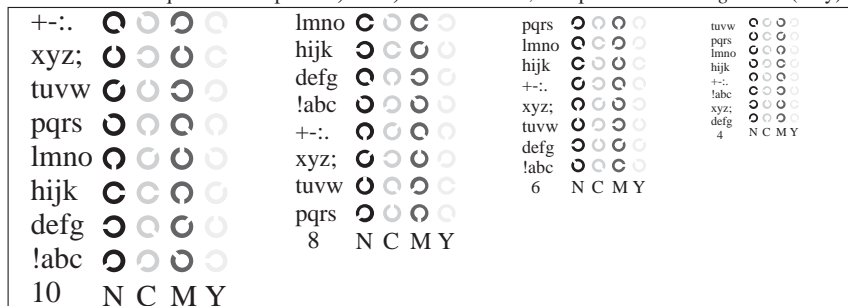 +-:.
xyz;
tuvw
pqrs
lmno
hijk
defg
!abc
10 N C M Y
lmno
hijk
defg
!abc
+-:.
xyz;
tuvw
pqrs
8 N C M Y
pqrs
lmno
hijk
+-:.
xyz;
tuvw
defg
!abc
6 N C M Y
tuvw
pqrs
lmno
hijk
+-:.
!abc
xyz;
defg
4 N C M Y